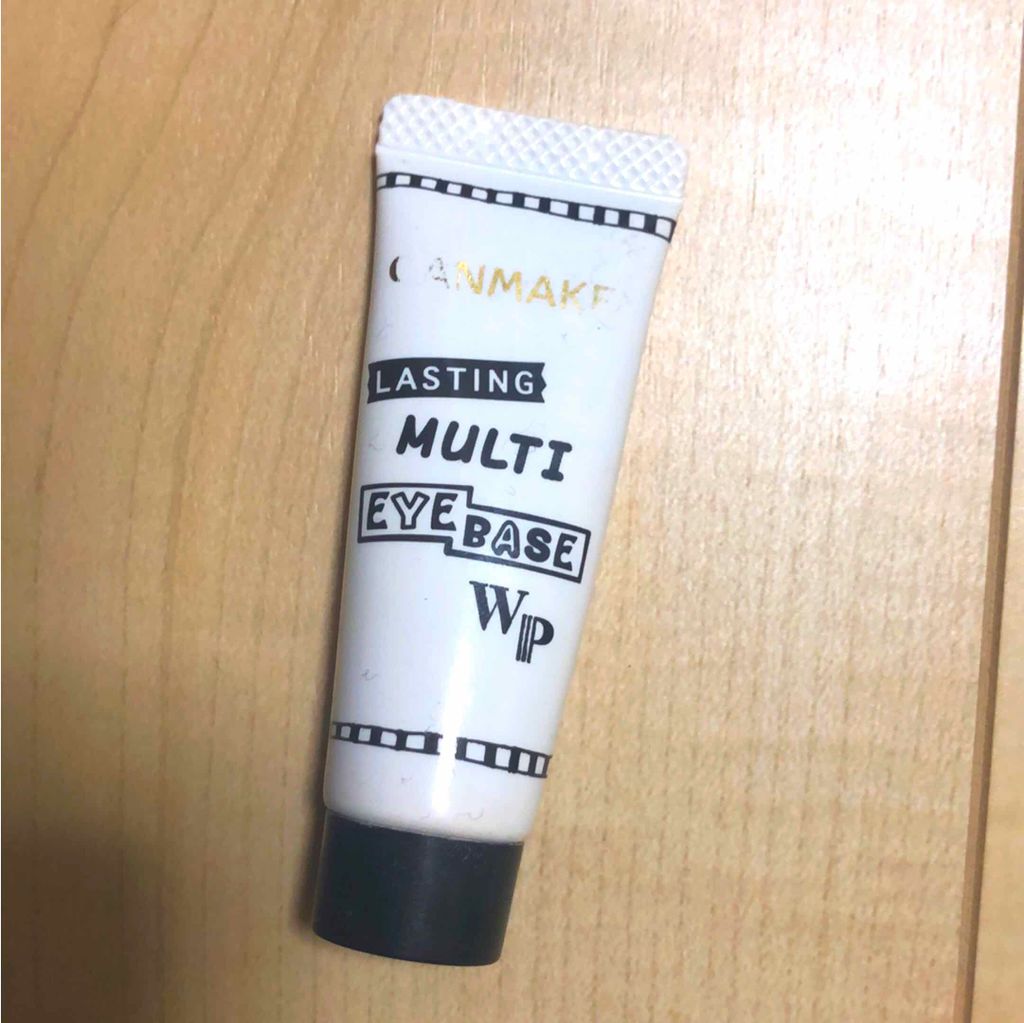 CANMAKE
LASTING
MULTI
EYE BASE
WP